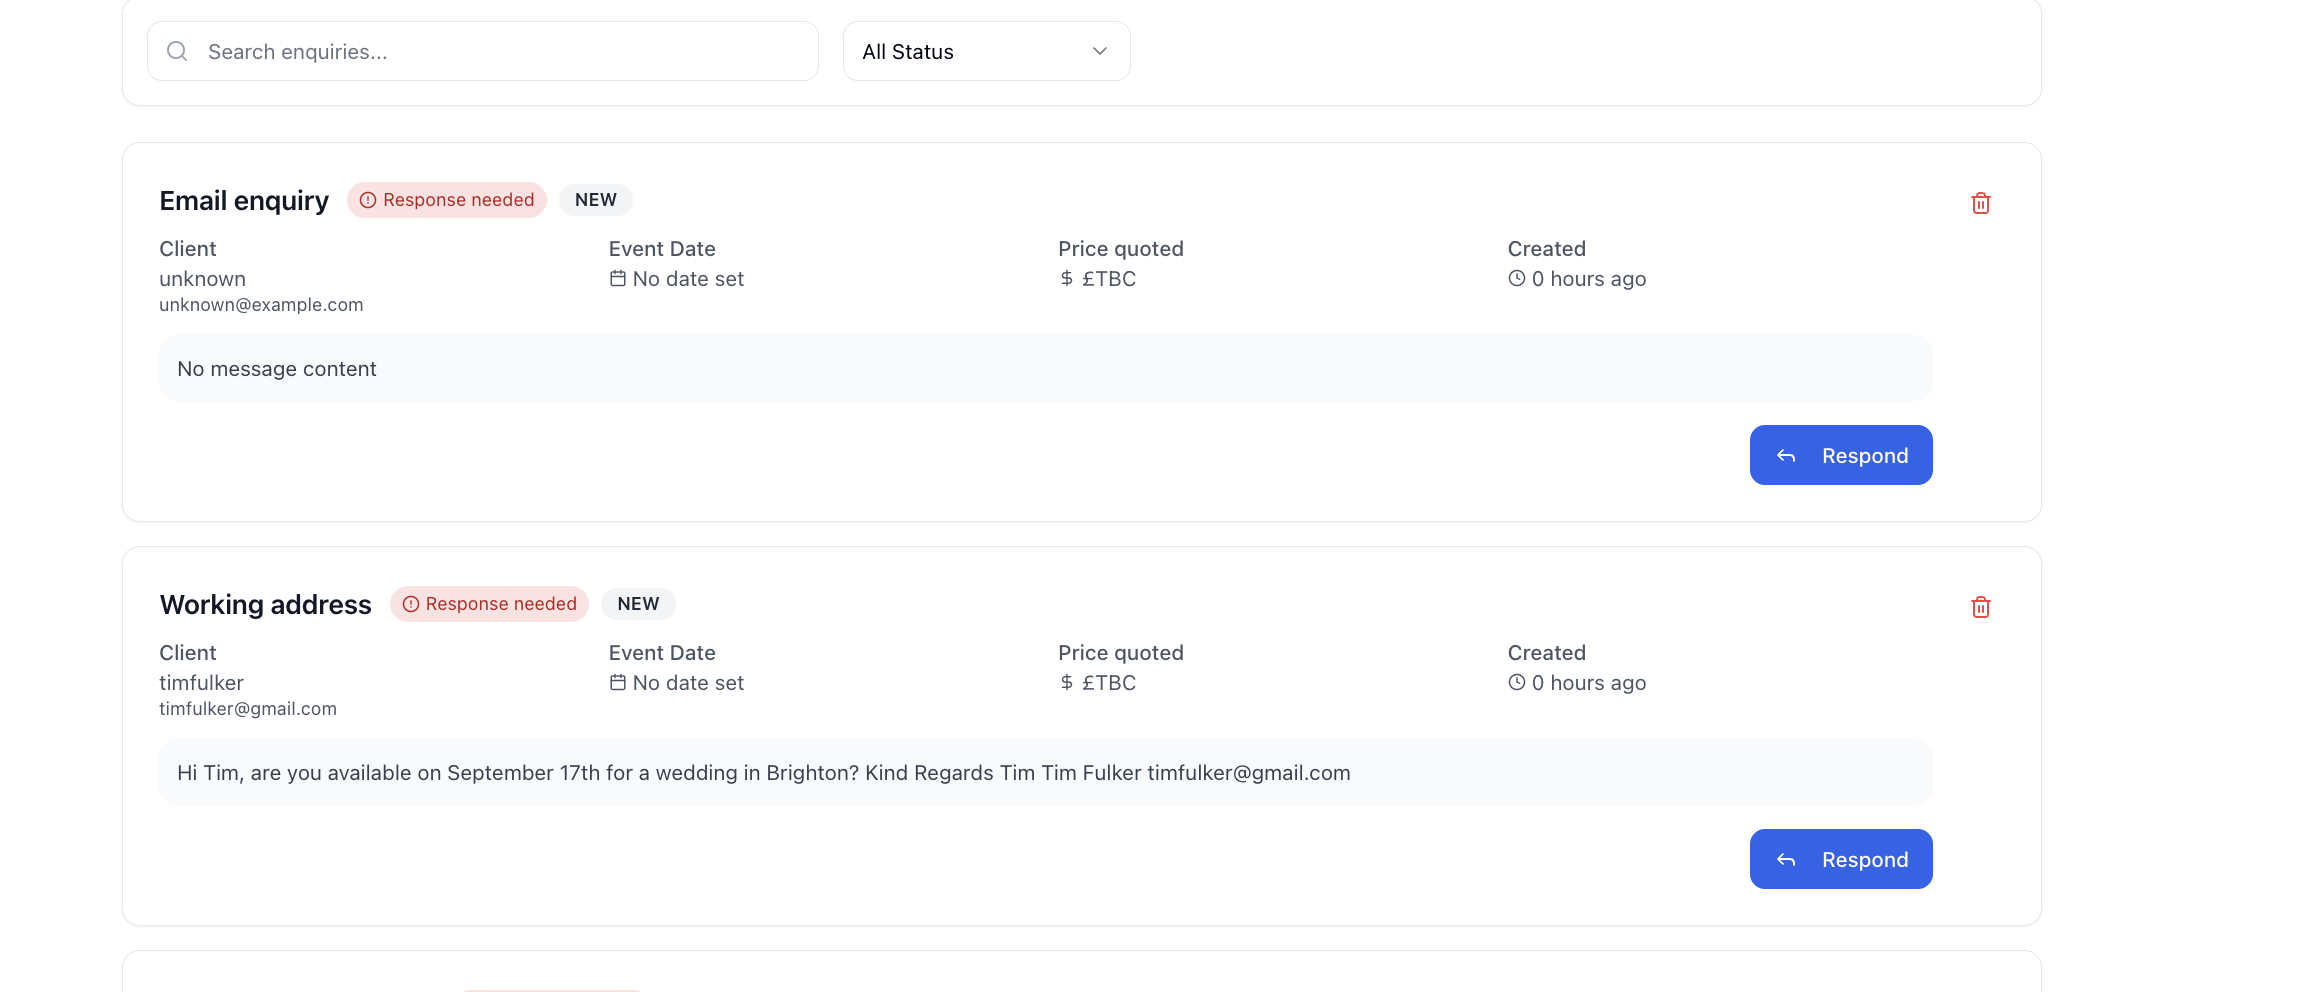 Search enquiries...
All Status
Email enquiry Response needed NEW
Client Event Date Price quoted Created
unknown No date set $ £TBC 0 hours ago
unknown@example.com
No message content
Respond
Working address Response needed NEW
Client Event Date Price quoted Created
timfulker No date set $ £TBC 0 hours ago
timfulker@gmail.com
Hi Tim, are you available on September 17th for a wedding in Brighton? Kind Regards Tim Tim Fulker timfulker@gmail.com
Respond